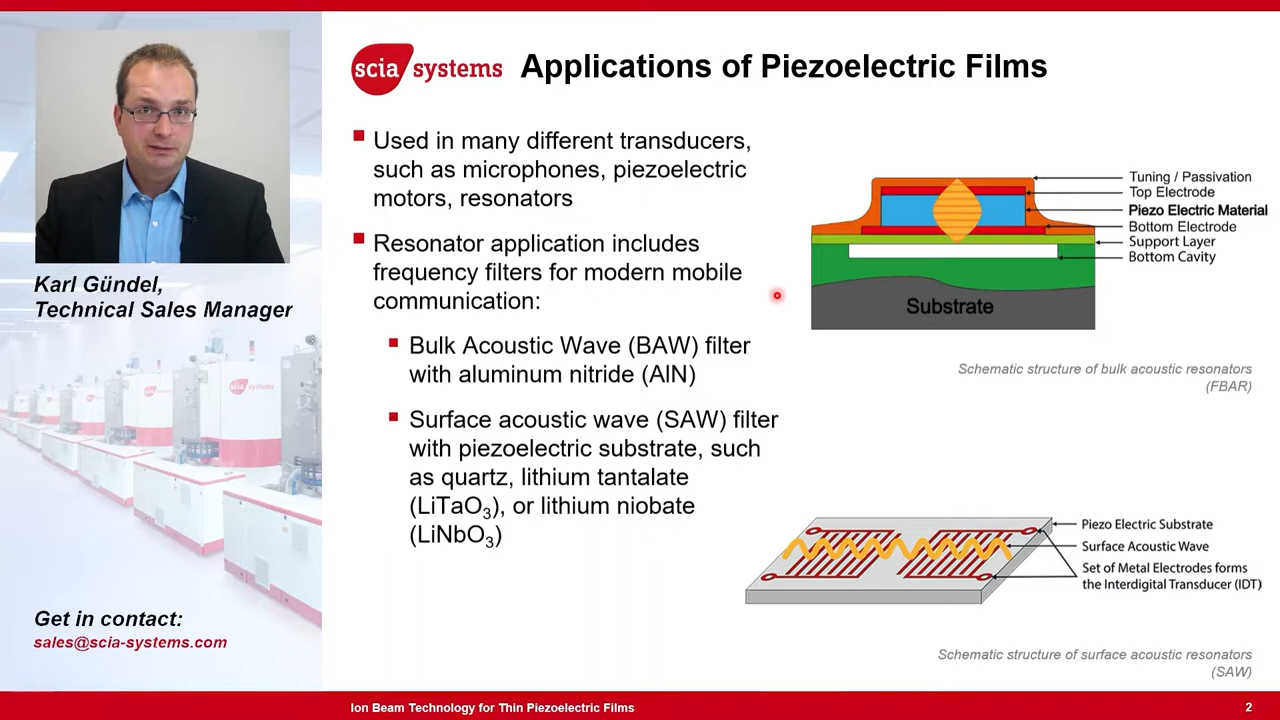 scia systems
Applications of Piezoelectric Films
Karl Gündel,
Technical Sales Manager
Get in contact:
sales@scia-systems.com
Used in many different transducers,
such as microphones, piezoelectric
motors, resonators
Resonator application includes
frequency filters for modern mobile
communication:
Bulk Acoustic Wave (BAW) filter
with aluminum nitride (AlN)
Surface acoustic wave (SAW) filter
with piezoelectric substrate, such
as quartz, lithium tantalate
(LiTaO₃), or lithium niobate
(LiNbO₃)
Tuning / Passivation
Top Electrode
Piezo Electric Material
Bottom Electrode
Support Layer
Bottom Cavity
Substrate
Schematic structure of bulk acoustic resonators
(FBAR)
Piezo Electric Substrate
Surface Acoustic Wave
Set of Metal Electrodes forms
the Interdigital Transducer (IDT)
Schematic structure of surface acoustic resonators
(SAW)
scia systems
Ion Beam Technology for Thin Piezoelectric Films
2